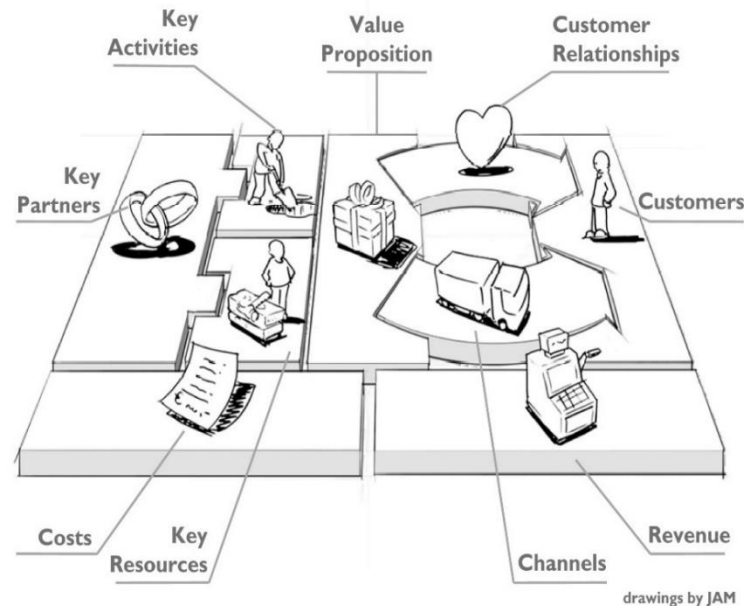 Key
Activities
Value
Proposition
Customer
Relationships
Key
Partners
Customers
Costs
Key
Resources
Channels
Revenue
drawings by JAM